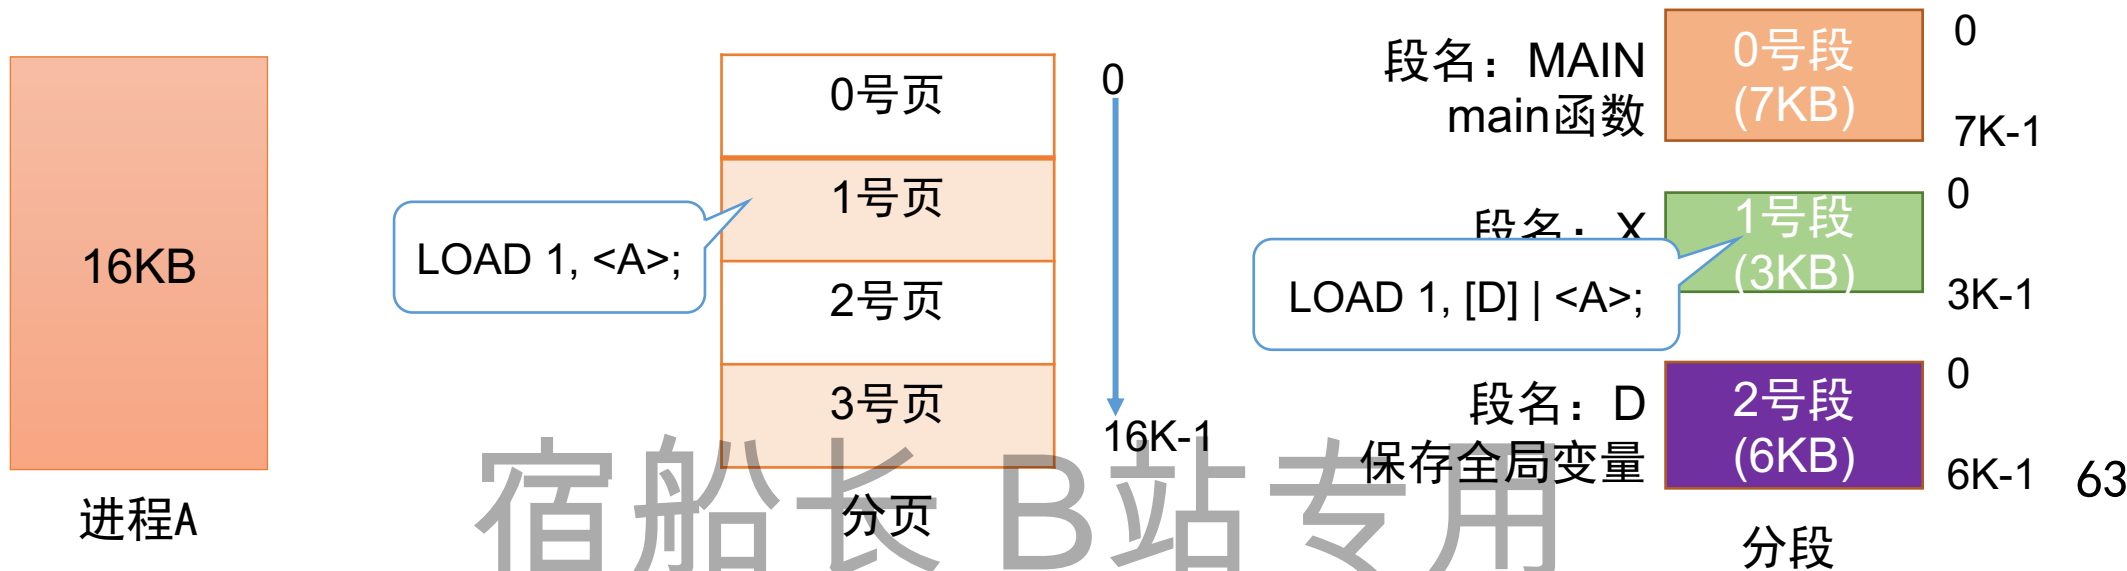 16KB
进程A
0号页
1号页
2号页
3号页
LOAD 1, <A>;
0
16K-1
分页
段名：MAIN
main函数
0号段
(7KB)
0
7K-1
段名：X
1号段
(3KB)
0
3K-1
LOAD 1, [D] | <A>;
段名：D
保存全局变量
2号段
(6KB)
0
6K-1
分段
63
宿船长 B站专用